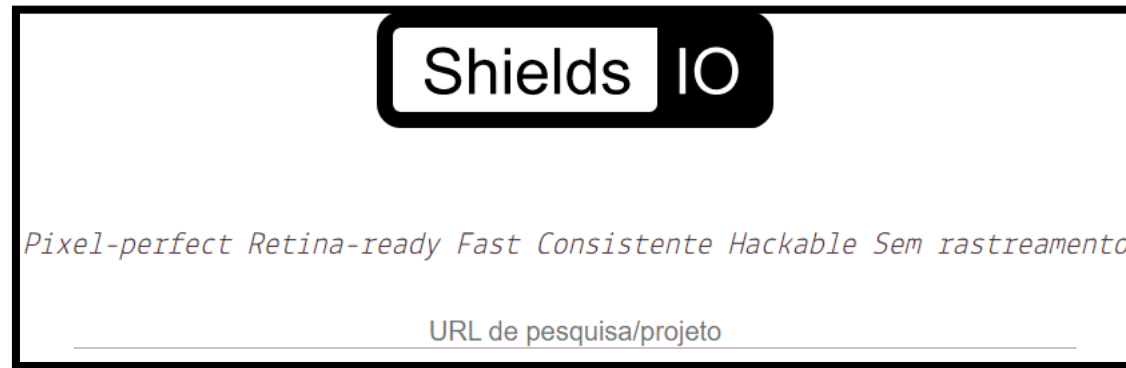 Shields IO
Pixel-perfect Retina-ready Fast Consistente Hackable Sem rastreamento
URL de pesquisa/projeto